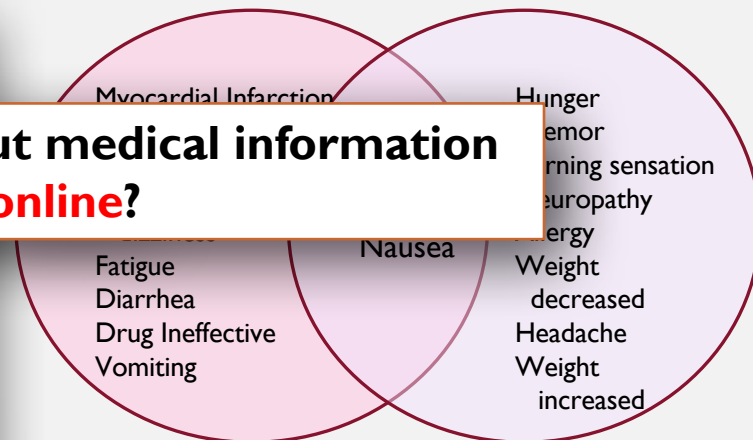 Myocardial Infarction
ut medical information
online?
Nausea
Fatigue
Diarrhea
Drug Ineffective
Vomiting
Hunger
emor
rning sensation
europathy
ergy
Weight
decreased
Headache
Weight
increased